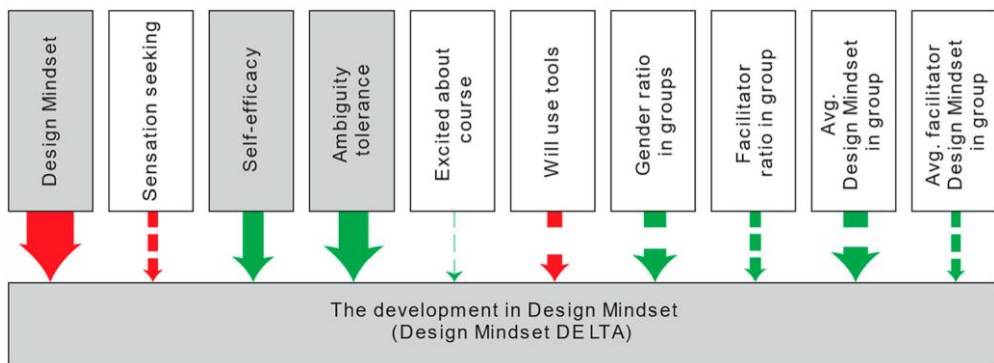 Design Mindset
Sensation seeking
Self-efficacy
Ambiguity
tolerance
Excited about
course
Will use tools
Gender ratio
in groups
Facilitator
ratio in group
Avg.
Design Mindset
in group
Avg. facilitator
Design Mindset
in group
The development in Design Mindset
(Design Mindset DELTA)